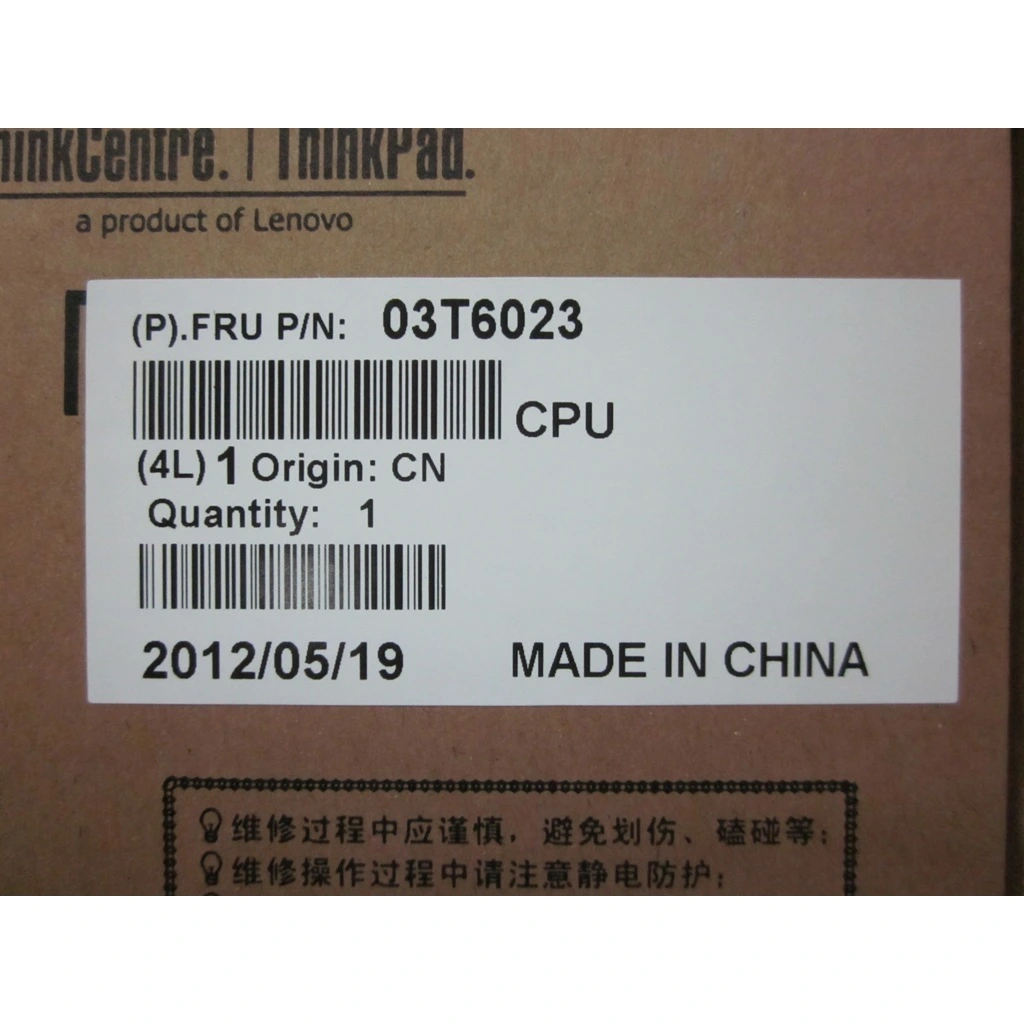 hinkCentre. | ThinkPad.
a product of Lenovo
(P).FRU P/N: 03T6023
CPU
(4L) 1 Origin: CN
Quantity: 1
2012/05/19 MADE IN CHINA
维修过程中应谨慎，避免划伤、磕碰等；
维修操作过程中请注意静电防护；